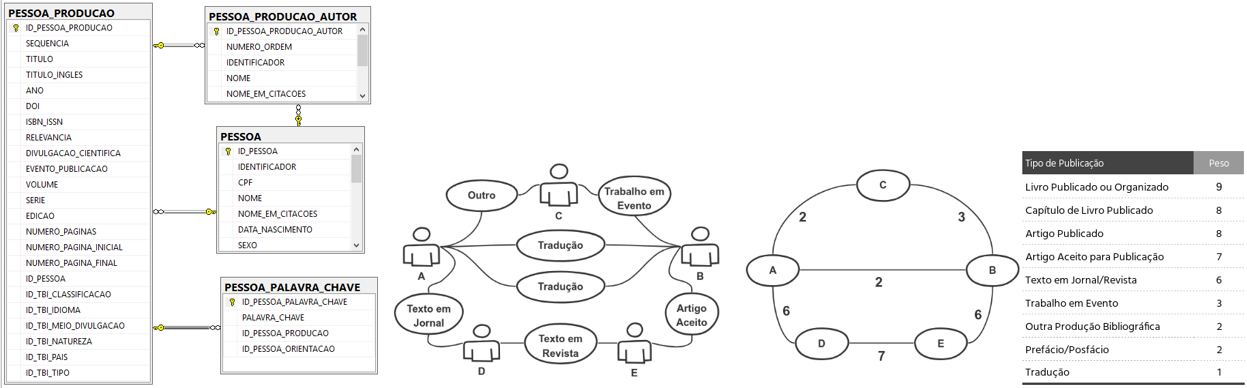 PESSOA_PRODUCAO
ID_PESSOA_PRODUCAO
SEQUENCIA
TITULO
TITULO_INGLES
ANO
DOI
ISBN_ISSN
RELEVANCIA
DIVULGACAO_CIENTIFICA
EVENTO_PUBLICACAO
VOLUME
SERIE
EDICAO
NUMERO_PAGINAS
NUMERO_PAGINA_INICIAL
NUMERO_PAGINA_FINAL
ID_PESSOA
ID_TBI_CLASSIFICACAO
ID_TBI_IDIOMA
ID_TBI_MEIO_DIVULGACAO
ID_TBI_NATUREZA
ID_TBI_PAIS
ID_TBI_TIPO
PESSOA_PRODUCAO_AUTOR
ID_PESSOA_PRODUCAO_AUTOR
NUMERO_ORDEM
IDENTIFICADOR
NOME
NOME_EM_CITACOES
PESSOA
ID_PESSOA
IDENTIFICADOR
CPF
NOME
NOME_EM_CITACOES
DATA_NASCIMENTO
SEXO
PESSOA_PALAVRA_CHAVE
ID_PESSOA_PALAVRA_CHAVE
PALAVRA_CHAVE
ID_PESSOA_PRODUCAO
ID_PESSOA_ORIENTACAO
Outro
C
Trabalho em
Evento
Tradução
A
B
Tradução
Texto em
Jornal
Artigo
Aceito
D
Texto em
Revista
E
C
2
3
A
B
2
6
6
D
E
7
Tipo de Publicação Peso
Livro Publicado ou Organizado 9
Capítulo de Livro Publicado 8
Artigo Publicado 8
Artigo Aceito para Publicação 7
Texto em Jornal/Revista 6
Trabalho em Evento 3
Outra Produção Bibliográfica 2
Prefácio/Posfácio 2
Tradução 1